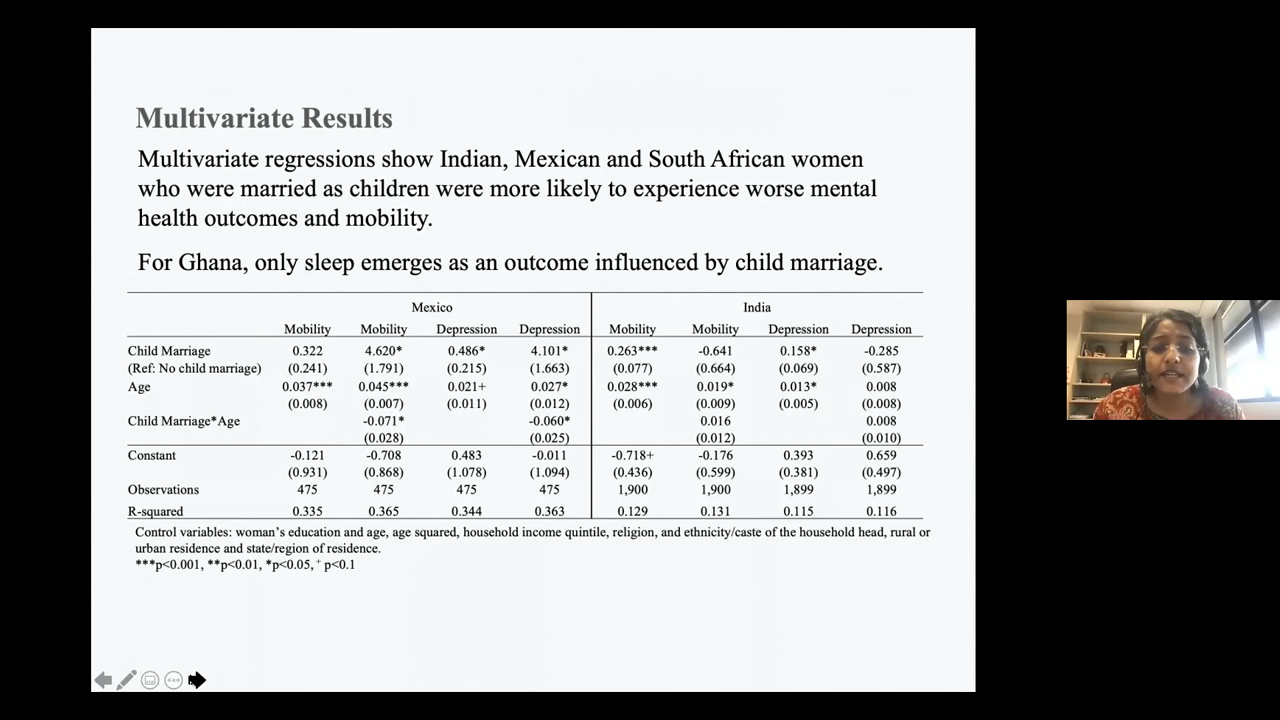 Multivariate Results
Multivariate regressions show Indian, Mexican and South African women
who were married as children were more likely to experience worse mental
health outcomes and mobility.
For Ghana, only sleep emerges as an outcome influenced by child marriage.
Mexico India
Mobility Mobility Depression Depression Mobility Mobility Depression Depression
Child Marriage 0.322 4.620* 0.486* 4.101* 0.263*** -0.641 0.158* -0.285
(Ref: No child marriage) (0.241) (1.791) (0.215) (1.663) (0.077) (0.664) (0.069) (0.587)
Age 0.037*** 0.045*** 0.021+ 0.027* 0.028*** 0.019* 0.013* 0.008
(0.008) (0.007) (0.011) (0.012) (0.006) (0.009) (0.005) (0.008)
Child Marriage*Age -0.071* -0.060* 0.016 0.008
(0.028) (0.025) (0.012) (0.010)
Constant -0.121 -0.708 0.483 -0.011 -0.718+ -0.176 0.393 0.659
(0.931) (0.868) (1.078) (1.094) (0.436) (0.599) (0.381) (0.497)
Observations 475 475 475 475 1,900 1,900 1,899 1,899
R-squared 0.335 0.365 0.344 0.363 0.129 0.131 0.115 0.116
Control variables: woman's education and age, age squared, household income quintile, religion, and ethnicity/caste of the household head, rural or
urban residence and state/region of residence.
***p<0.001, **p<0.01, *p<0.05, + p<0.1